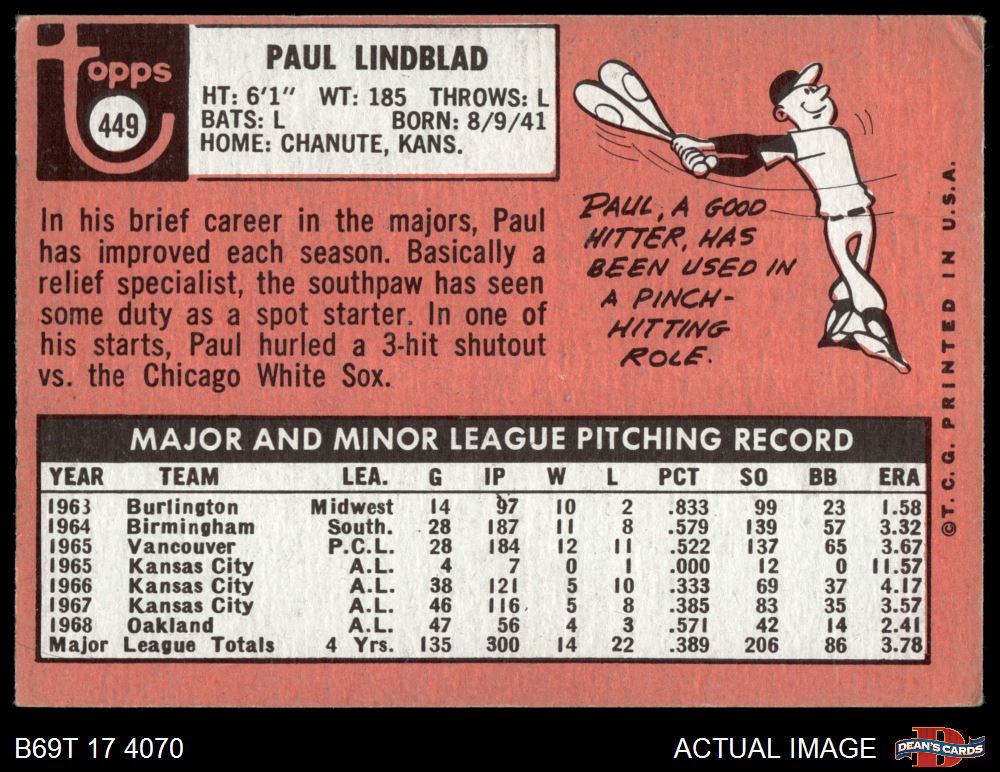 Topps
449
PAUL LINDBLAD
HT: 6'1" WT: 185 THROWS: L
BATS: L BORN: 8/9/41
HOME: CHANUTE, KANS.
In his brief career in the majors, Paul
has improved each season. Basically a
relief specialist, the southpaw has seen
some duty as a spot starter. In one of
his starts, Paul hurled a 3-hit shutout
vs. the Chicago White Sox.
PAUL, A GOOD
HITTER, HAS
BEEN USED IN
A PINCH-
HITTING
ROLE.
©T.C.G. PRINTED IN U.S.A.
MAJOR AND MINOR LEAGUE PITCHING RECORD
YEAR TEAM LEA. G IP W L PCT SO BB ERA
1963 Burlington Midwest 14 97 10 2 .833 99 23 1.58
1964 Birmingham South. 28 187 11 8 .579 139 57 3.32
1965 Vancouver P.C.L. 28 184 12 11 .522 137 65 3.67
1965 Kansas City A.L. 4 7 0 1 .000 12 0 11.57
1966 Kansas City A.L. 38 121 5 10 .333 69 37 4.17
1967 Kansas City A.L. 46 116 5 8 .385 83 35 3.57
1968 Oakland A.L. 47 56 4 3 .571 42 14 2.41
Major League Totals 4 Yrs. 135 300 14 22 .389 206 86 3.78
B69T 17 4070
ACTUAL IMAGE
DEAN'S CARDS